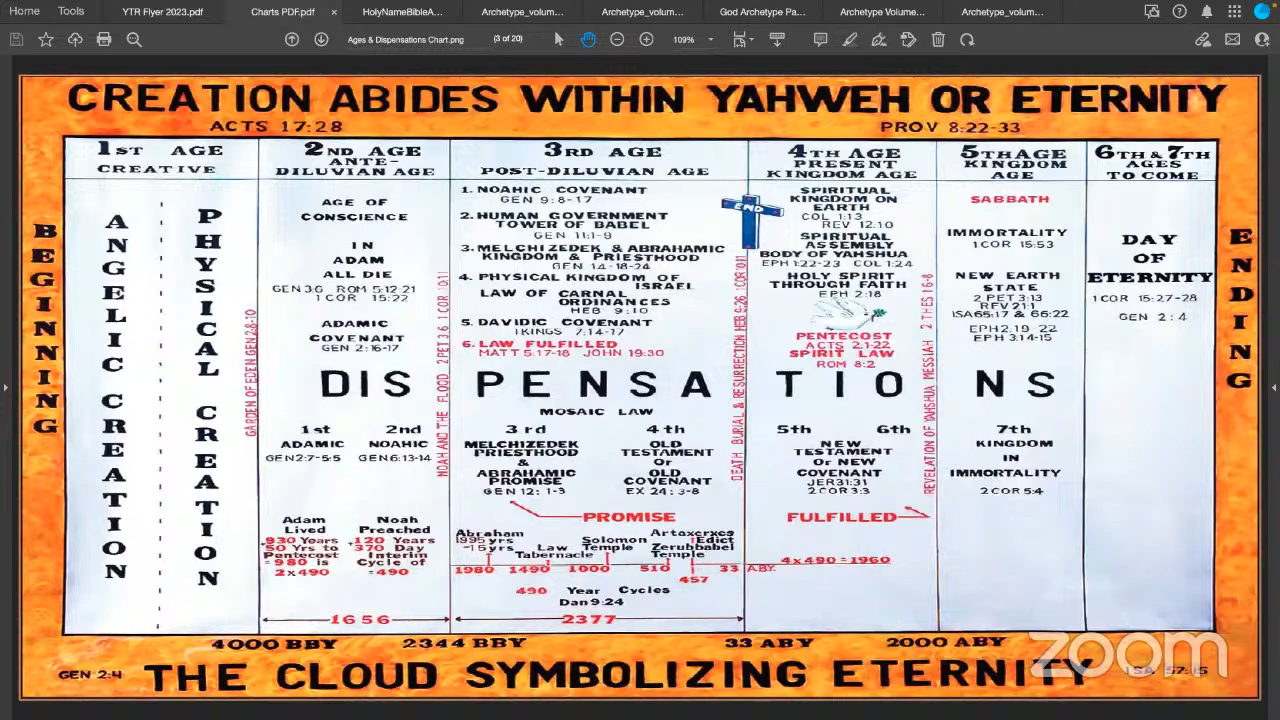 Home Tools YTR Flyer 2023.pdf Charts PDF.pdf × HolyNameBibleA... Archetype_volum... Archetype_volum... God Archetype Pa... Archetype Volume... Archetype_volum...
Ages & Dispensations Chart.png (3 of 20) 109%
CREATION ABIDES WITHIN YAHWEH OR ETERNITY
ACTS 17:28 PROV 8:22-33
BEGINNING
1ST AGE
CREATIVE
ANGELIC CREATION
PHYSICAL CREATION
GARDEN OF EDEN GEN 2:8-10
2ND AGE
ANTE-
DILUVIAN AGE
AGE OF
CONSCIENCE
IN
ADAM
ALL DIE
GEN 3:6 ROM 5:12,21
1 COR 15:22
ADAMIC
COVENANT
GEN 2:16-17
NOAH AND THE FLOOD 2 PET 3:6 1 COR 10:1
3RD AGE
POST-DILUVIAN AGE
1. NOAHIC COVENANT
GEN 9:8-17
2. HUMAN GOVERNMENT
TOWER OF BABEL
GEN 11:1-9
3. MELCHIZEDEK & ABRAHAMIC
KINGDOM & PRIESTHOOD
GEN 14:18-24
4. PHYSICAL KINGDOM OF
ISRAEL
LAW OF CARNAL
ORDINANCES
HEB 9:10
5. DAVIDIC COVENANT
1 KINGS 7:14-17
6. LAW FULFILLED
MATT 5:17-18 JOHN 19:30
END
DEATH BURIAL & RESURRECTION HEB 9:26 1 COR 10:11
4TH AGE
PRESENT
KINGDOM AGE
SPIRITUAL
KINGDOM ON
EARTH
COL 1:13
REV 12:10
SPIRITUAL
ASSEMBLY
BODY OF YAHSHUA
EPH 1:22-23 COL 1:24
HOLY SPIRIT
THROUGH FAITH
EPH 2:18
PENTECOST
ACTS 2:1-22
SPIRIT LAW
ROM 8:2
REVELATION OF YAHSHUA MESSIAH 2 THES 1:6-8
5TH AGE
KINGDOM
AGE
SABBATH
IMMORTALITY
1 COR 15:53
NEW EARTH
STATE
2 PET 3:13
REV 21:1
ISA 65:17 & 66:22
EPH 2:19 22
EPH 3:14-15
6TH & 7TH
AGES
TO COME
DAY
OF
ETERNITY
1 COR 15:27-28
GEN 2:4
ENDING
DISPENSATIONS
MOSAIC LAW
1st
ADAMIC
GEN 2:7-5:5
2nd
NOAHIC
GEN 6:13-14
3rd
MELCHIZEDEK
PRIESTHOOD
&
ABRAHAMIC
PROMISE
GEN 12:1-3
4th
OLD
TESTAMENT
Or
OLD
COVENANT
EX 24:3-8
5th 6th
NEW
TESTAMENT
Or NEW
COVENANT
JER 31:31
2 COR 3:3
7th
KINGDOM
IN
IMMORTALITY
2 COR 5:4
PROMISE FULFILLED
Adam
Lived
930 Years
+50 Yrs to
Pentecost
=980 is
2x490
Noah
Preached
120 Years
+370 Day
Interim
Cycle of
=490
Abraham
1995 yrs
-15 yrs
Law
Tabernacle
Solomon
Temple
Artaxerxes
Edict
Zerubbabel
Temple
1980 1490 1000 510 457 33 ABY
4x490=1960
490 Year Cycles
Dan 9:24
1656 2377
4000 BBY 2344 BBY 33 ABY 2000 ABY
GEN 2:4 THE CLOUD SYMBOLIZING ETERNITY ISA 57:15
zoom